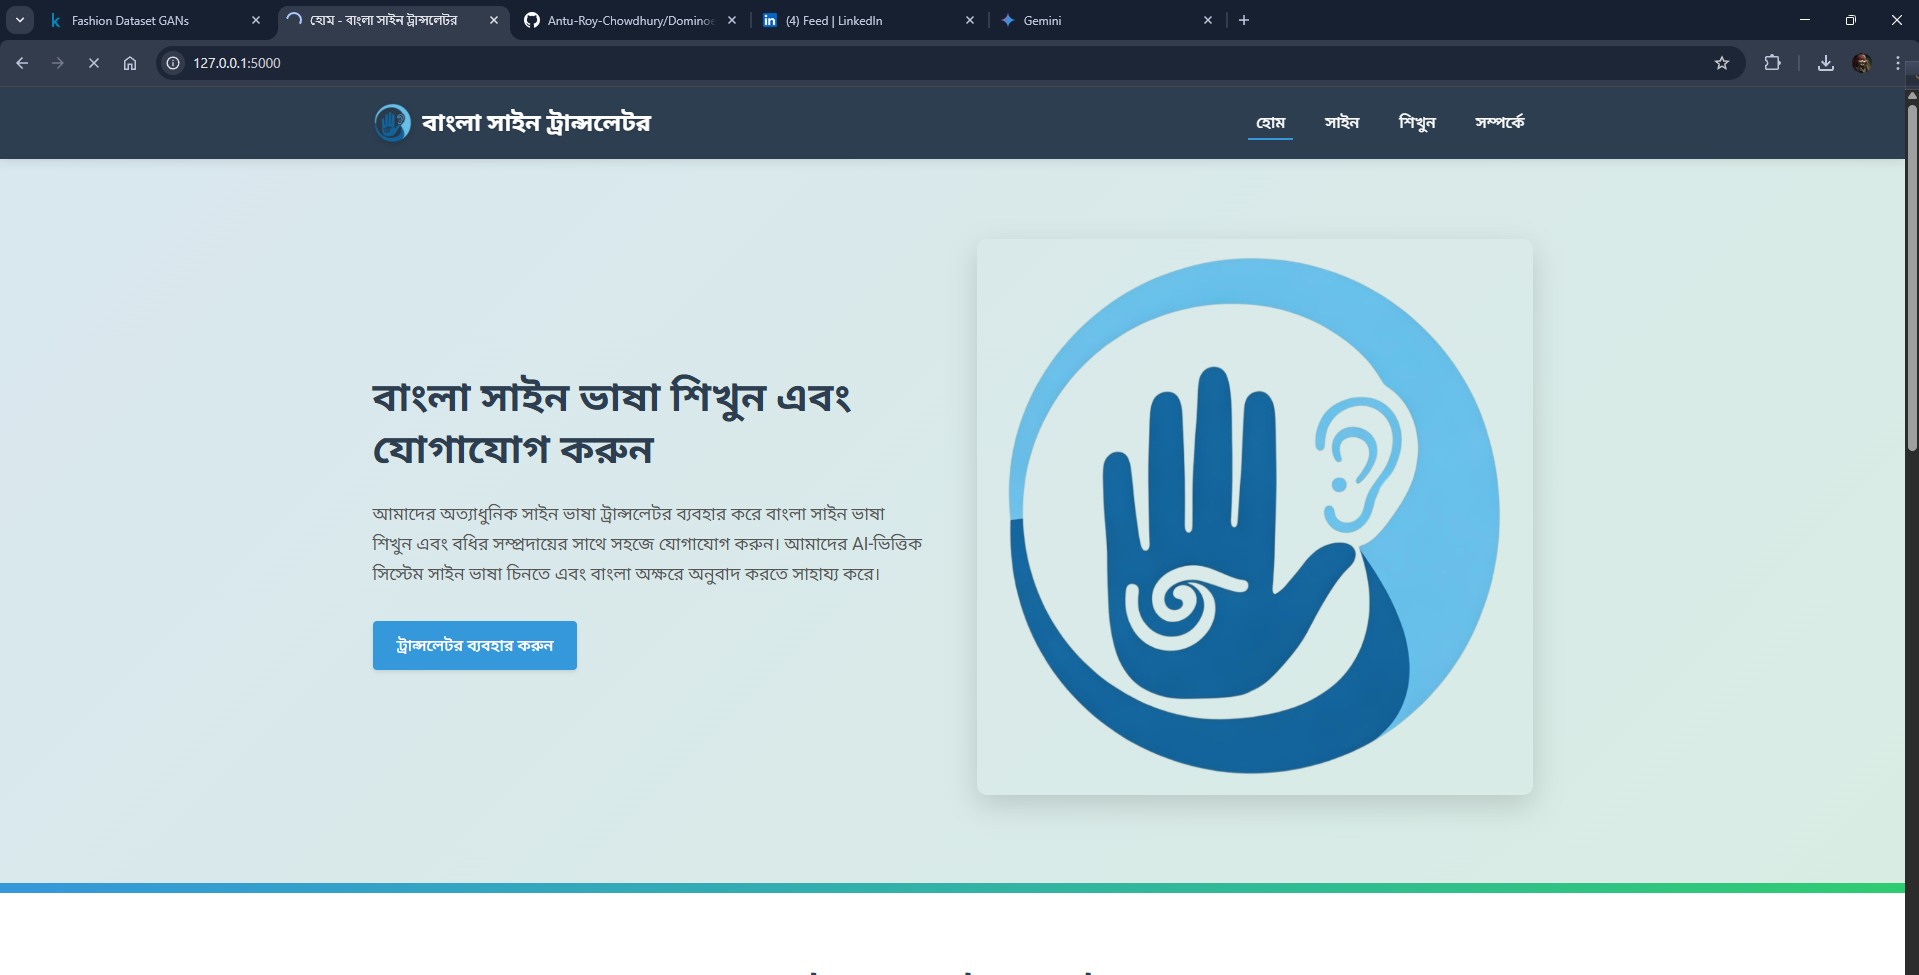 Fashion Dataset GANs
হোম - বাংলা সাইন ট্রান্সলেটর
Antu-Roy-Chowdhury/Domino
(4) Feed | LinkedIn
Gemini
127.0.0.1:5000
বাংলা সাইন ট্রান্সলেটর
হোম
সাইন
শিখুন
সম্পর্কে
বাংলা সাইন ভাষা শিখুন এবং
যোগাযোগ করুন
আমাদের অত্যাধুনিক সাইন ভাষা ট্রান্সলেটর ব্যবহার করে বাংলা সাইন ভাষা
শিখুন এবং বধির সম্প্রদায়ের সাথে সহজে যোগাযোগ করুন। আমাদের AI-ভিত্তিক
সিস্টেম সাইন ভাষা চিনতে এবং বাংলা অক্ষরে অনুবাদ করতে সাহায্য করে।
ট্রান্সলেটর ব্যবহার করুন